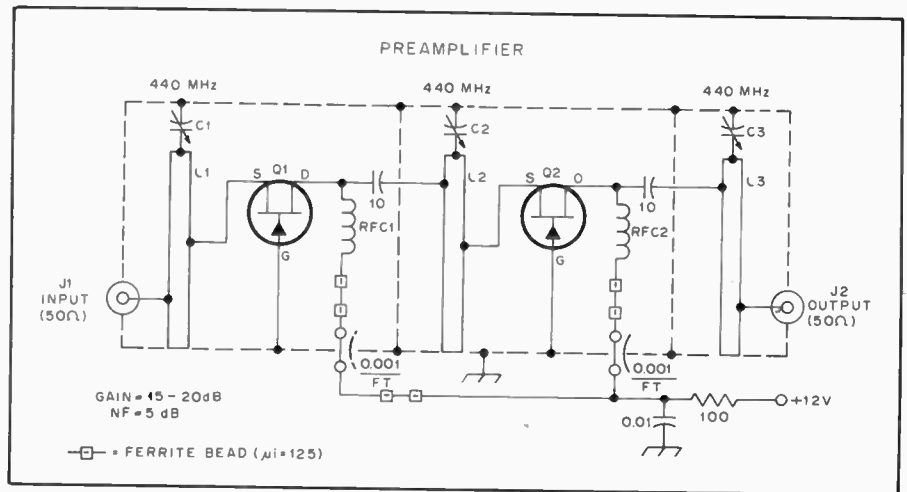 PREAMPLIFIER
440 MHz
440 MHz
440 MHz
C1
C2
C3
L1
S Q1 D
10
L2
S Q2 O
10
L3
RFC1
RFC2
G
G
J1
INPUT
(50Ω)
J2
OUTPUT
(50Ω)
0.001
FT
0.001
FT
GAIN = 15 - 20dB
NF = 5 dB
0.01
100
+12V
= FERRITE BEAD (µi=125)